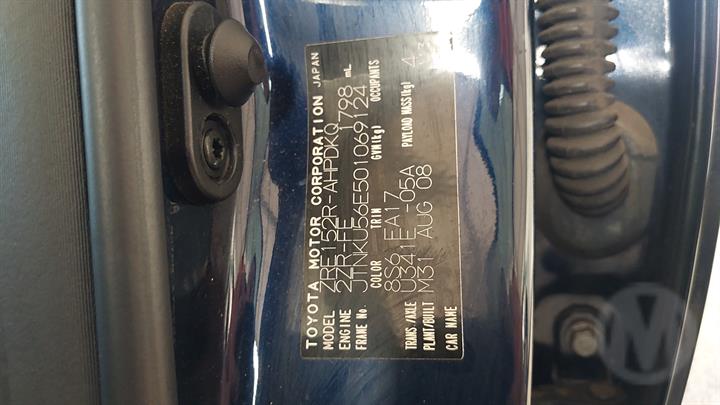 TOYOTA MOTOR CORPORATION JAPAN
MODEL ZRE152R-AHPDKQ
ENGINE 2ZR-FE 1798 mL
FRAME No. JTNKU56E501069124
COLOR TRIM GVM(kg) OCCUPANTS
8S6 EA17 4
TRANS/AXLE U341E/-05A PAYLOAD MASS(kg)
PLANT/BUILT M31 AUG 08
CAR NAME
M